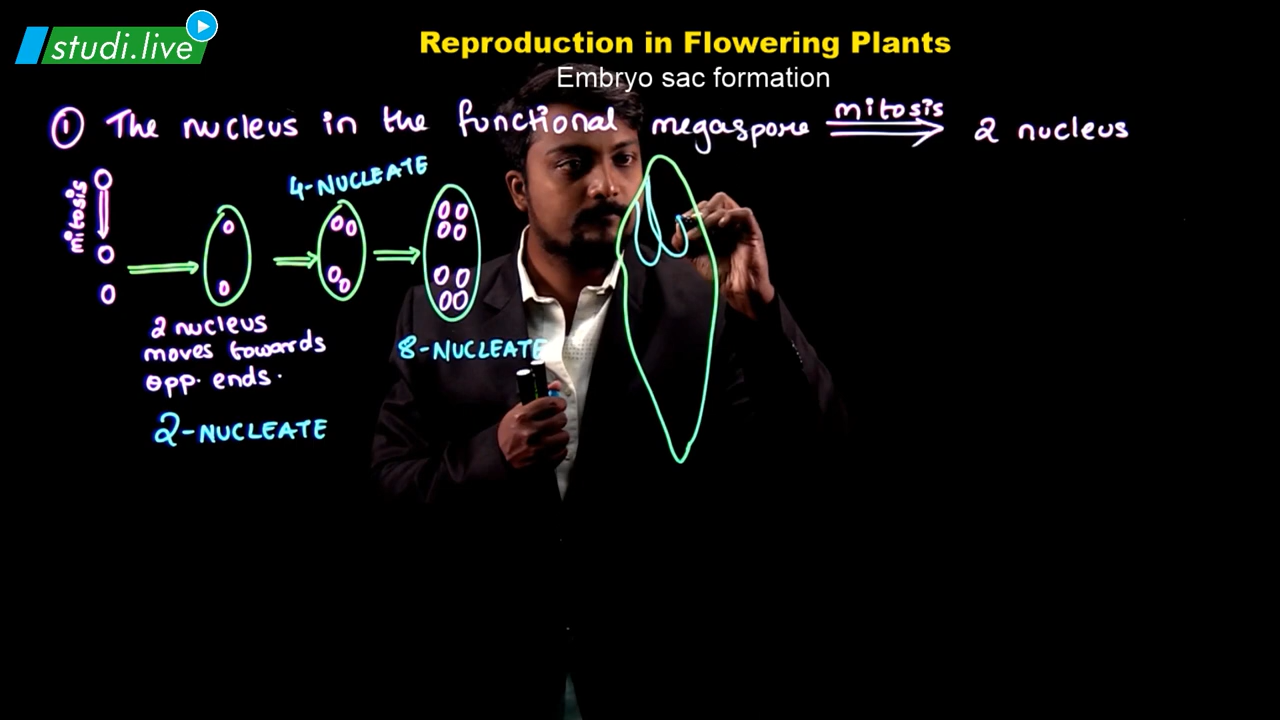 studi.live
Reproduction in Flowering Plants
Embryo sac formation
① The nucleus in the functional megaspore mitosis 2 nucleus
mitosis
4-NUCLEATE
2 nucleus
moves towards
opp. ends.
2-NUCLEATE
8-NUCLEATE